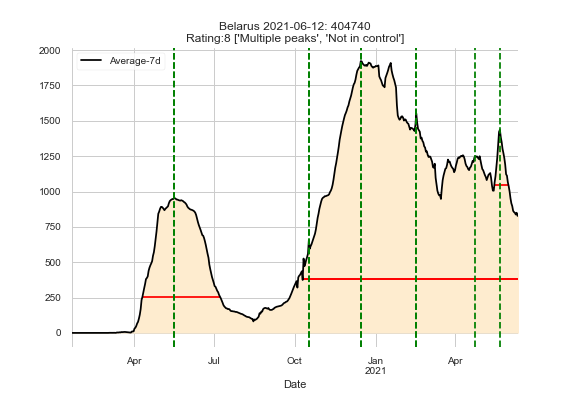 Belarus 2021-06-12: 404740
Rating:8 ['Multiple peaks', 'Not in control']
2000
Average-7d
1750
1500
1250
1000
750
500
250
0
Apr Jul Oct Jan Apr
2021
Date